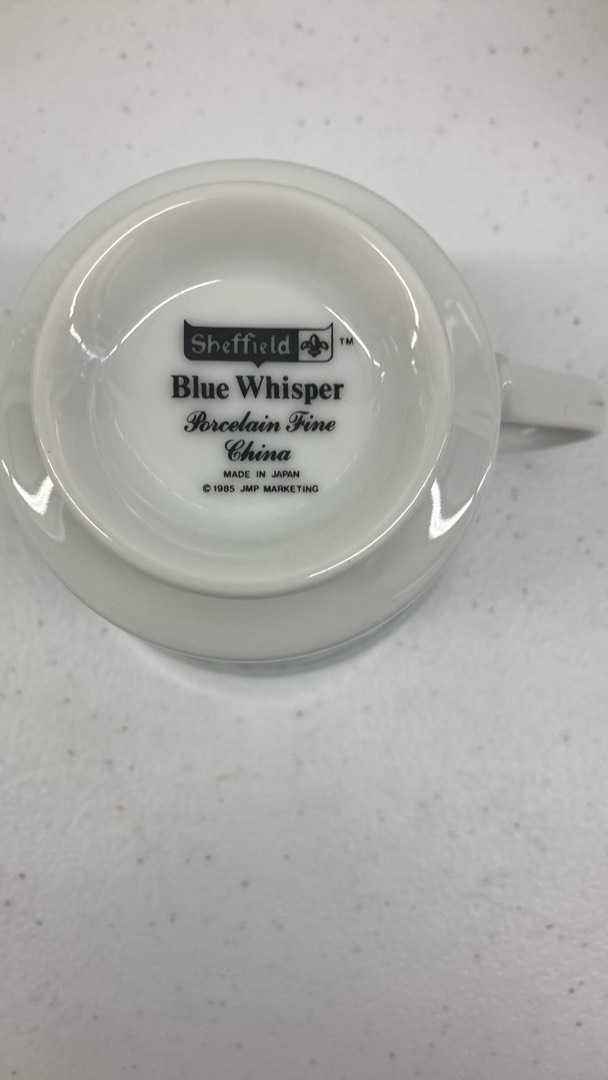 Sheffield ™
Blue Whisper
Porcelain Fine
China
MADE IN JAPAN
© 1985 JMP MARKETING